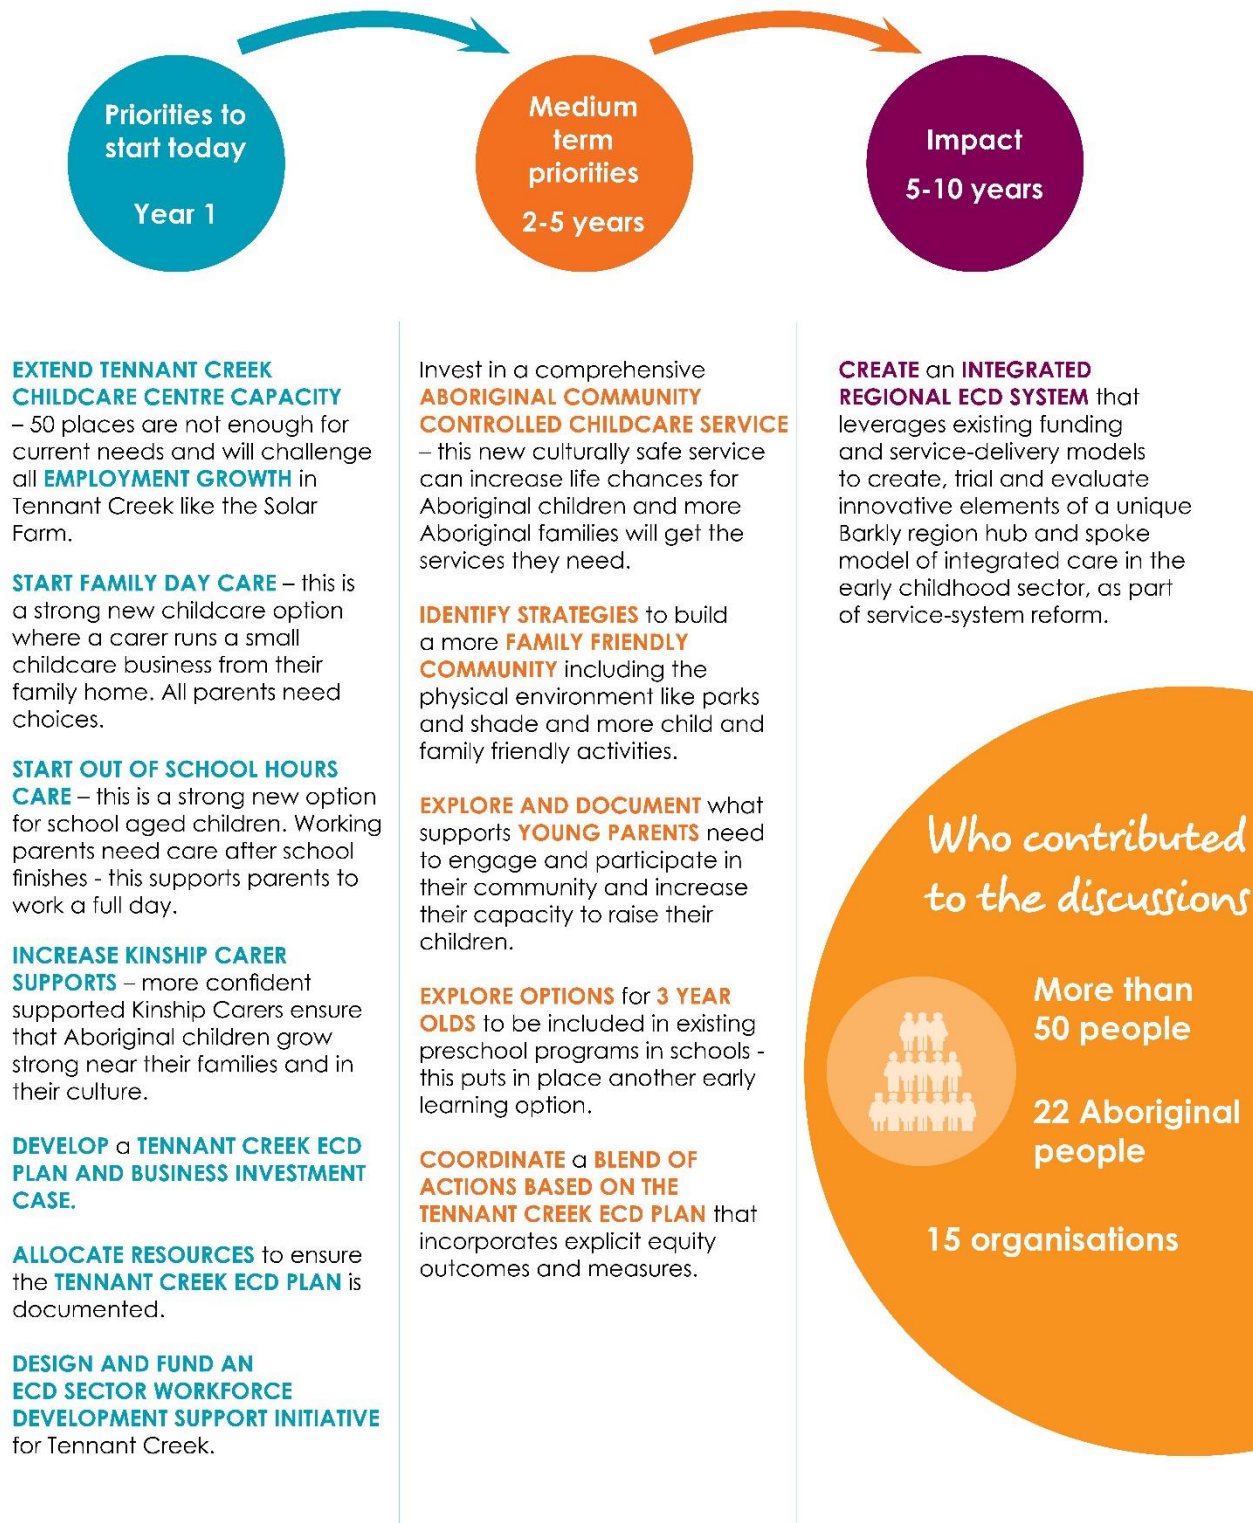 Priorities to
start today
Year 1
Medium
term
priorities
2-5 years
Impact
5-10 years
EXTEND TENNANT CREEK
CHILDCARE CENTRE CAPACITY
– 50 places are not enough for
current needs and will challenge
all EMPLOYMENT GROWTH in
Tennant Creek like the Solar
Farm.
START FAMILY DAY CARE – this is
a strong new childcare option
where a carer runs a small
childcare business from their
family home. All parents need
choices.
START OUT OF SCHOOL HOURS
CARE – this is a strong new option
for school aged children. Working
parents need care after school
finishes - this supports parents to
work a full day.
INCREASE KINSHIP CARER
SUPPORTS – more confident
supported Kinship Carers ensure
that Aboriginal children grow
strong near their families and in
their culture.
DEVELOP a TENNANT CREEK ECD
PLAN AND BUSINESS INVESTMENT
CASE.
ALLOCATE RESOURCES to ensure
the TENNANT CREEK ECD PLAN is
documented.
DESIGN AND FUND AN
ECD SECTOR WORKFORCE
DEVELOPMENT SUPPORT INITIATIVE
for Tennant Creek.
Invest in a comprehensive
ABORIGINAL COMMUNITY
CONTROLLED CHILDCARE SERVICE
– this new culturally safe service
can increase life chances for
Aboriginal children and more
Aboriginal families will get the
services they need.
IDENTIFY STRATEGIES to build
a more FAMILY FRIENDLY
COMMUNITY including the
physical environment like parks
and shade and more child and
family friendly activities.
EXPLORE AND DOCUMENT what
supports YOUNG PARENTS need
to engage and participate in
their community and increase
their capacity to raise their
children.
EXPLORE OPTIONS for 3 YEAR
OLDS to be included in existing
preschool programs in schools -
this puts in place another early
learning option.
COORDINATE a BLEND OF
ACTIONS BASED ON THE
TENNANT CREEK ECD PLAN that
incorporates explicit equity
outcomes and measures.
CREATE an INTEGRATED
REGIONAL ECD SYSTEM that
leverages existing funding
and service-delivery models
to create, trial and evaluate
innovative elements of a unique
Barkly region hub and spoke
model of integrated care in the
early childhood sector, as part
of service-system reform.
Who contributed
to the discussions
More than
50 people
22 Aboriginal
people
15 organisations